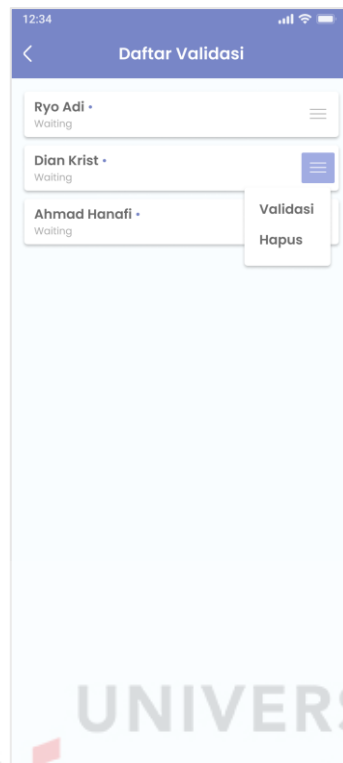 12:34
Daftar Validasi
Ryo Adi •
Waiting
Dian Krist •
Waiting
Validasi
Hapus
Ahmad Hanafi •
Waiting
UNIVERS